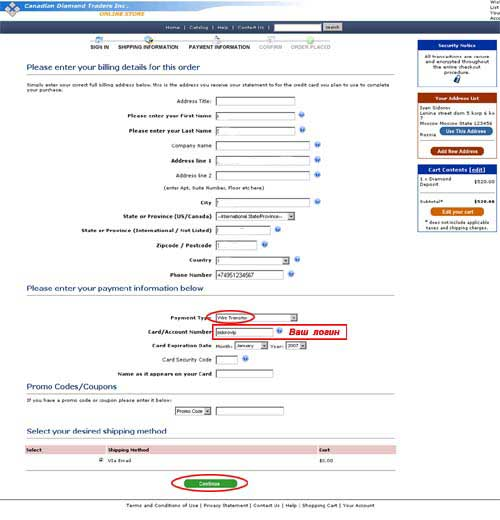 Canadian Diamond Traders Inc.
ONLINE STORE
Wis
List
You
Acc
Home | Catalog | Help | Contact Us | Search
SIGN IN SHIPPING INFORMATION PAYMENT INFORMATION CONFIRM ORDER PLACED
Please enter your billing details for this order
Simply enter your correct full billing address below, this is the address you receive your statement to for the credit card you plan to use to complete
your purchase.
Address Title:
Please enter your First Name
Please enter your Last Name
Company Name
Address line 1
Address line 2
(enter Apt, Suite Number, Floor etc here)
City
State or Province (US/Canada) --International State/Province--
State or Province (International / Not Listed)
Zipcode / Postcode
Country
Phone Number +74951234567
Please enter your payment information below
Payment Type Wire Transfer
Card/Account Number Ваш логин
Card Expiration Date Month: January Year: 2007
Card Security Code
Name as it appears on your Card
Promo Codes/Coupons
If you have a promo code or coupon please enter it below:
Promo Code
Select your desired shipping method
Select Shipping Method Cost
Via Email $0.00
Continue
Security Notice
All transactions are secure
and encrypted throughout
the entire checkout
procedure.
Your Address List
Ivan Sidorov
Lenina street dom 5 korp 6 kv
7
Moscow Moscow State 123456
Russia Use This Address
Add New Address
Cart Contents [edit]
1 x Diamond
Deposit $520.00
Subtotal* $520.00
Edit your cart
* does not include applicable
taxes and shipping charges.
Terms and Conditions of Use | Privacy Statement | Contact Us | Help | Shopping Cart | Your Account